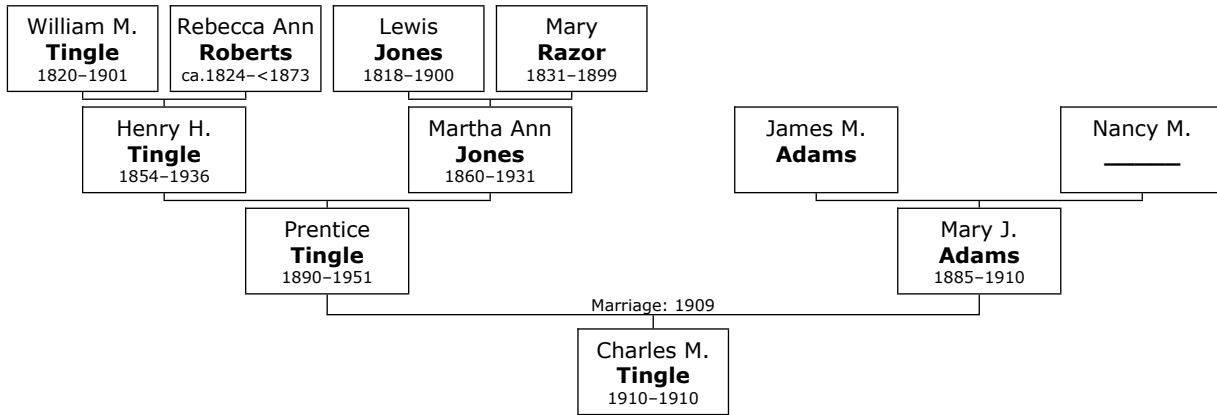 William M.
Tingle
1820–1901
Rebecca Ann
Roberts
ca.1824–<1873
Lewis
Jones
1818–1900
Mary
Razor
1831–1899
Henry H.
Tingle
1854–1936
Martha Ann
Jones
1860–1931
James M.
Adams
Nancy M.
______
Prentice
Tingle
1890–1951
Mary J.
Adams
1885–1910
Marriage: 1909
Charles M.
Tingle
1910–1910